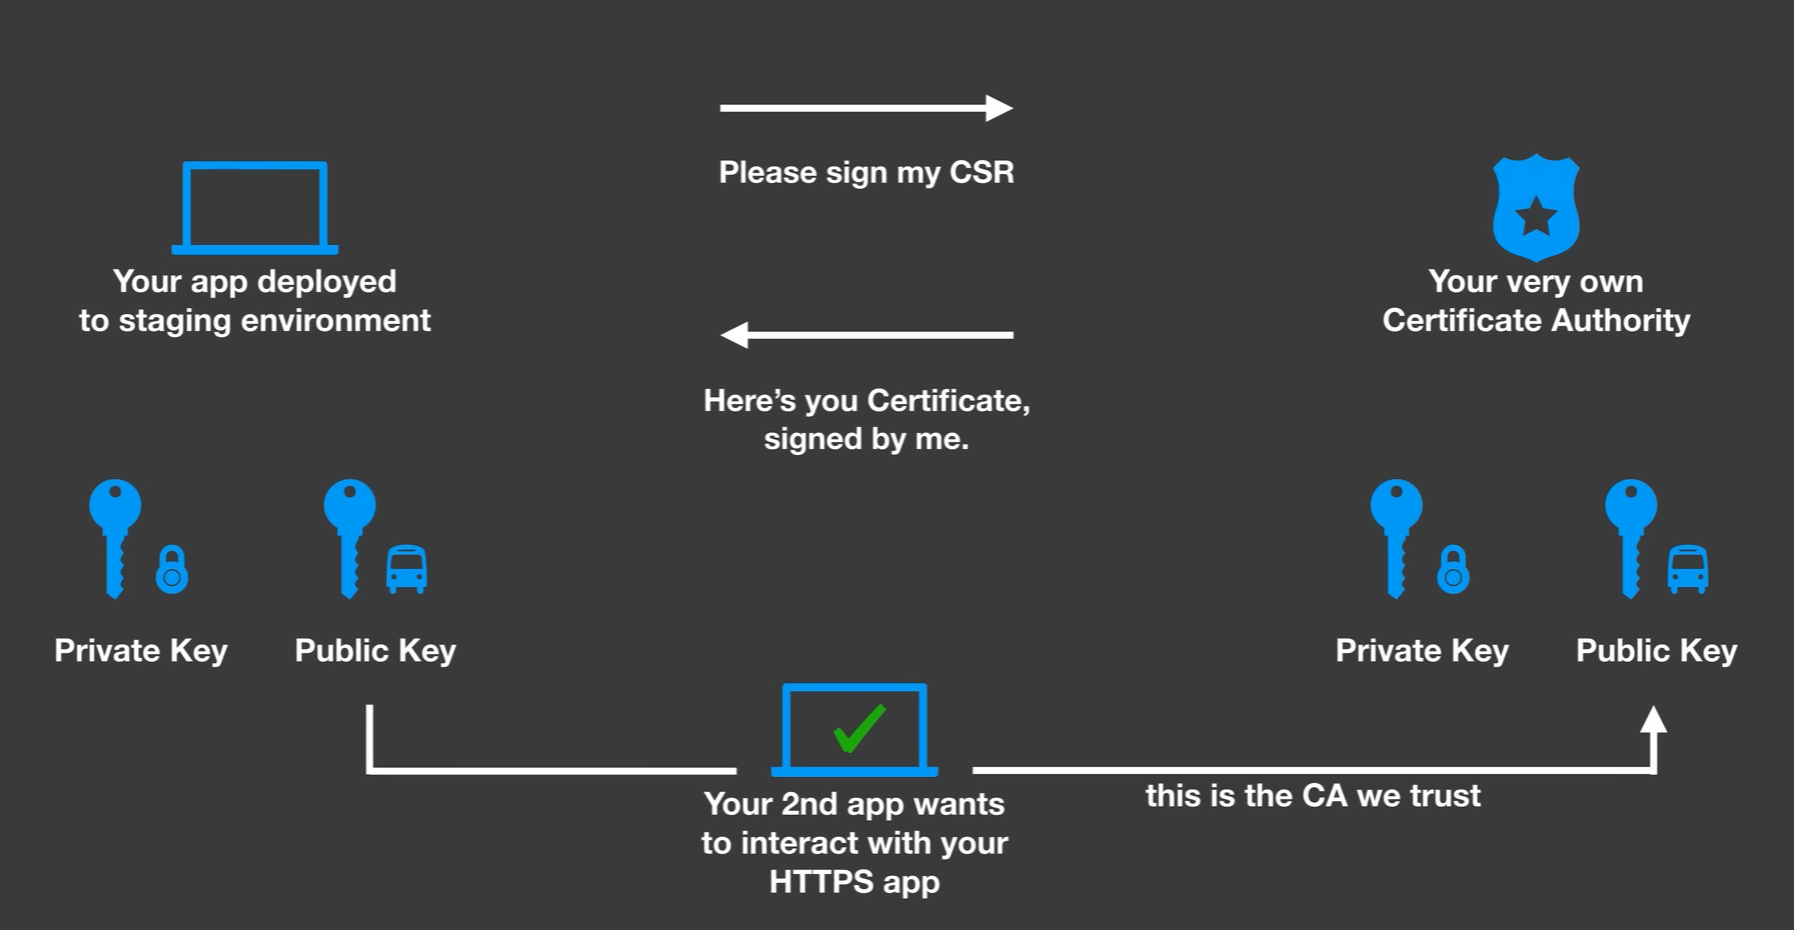 Please sign my CSR
Your app deployed
to staging environment
Your very own
Certificate Authority
Here's you Certificate,
signed by me.
Private Key
Public Key
Private Key
Public Key
this is the CA we trust
Your 2nd app wants
to interact with your
HTTPS app